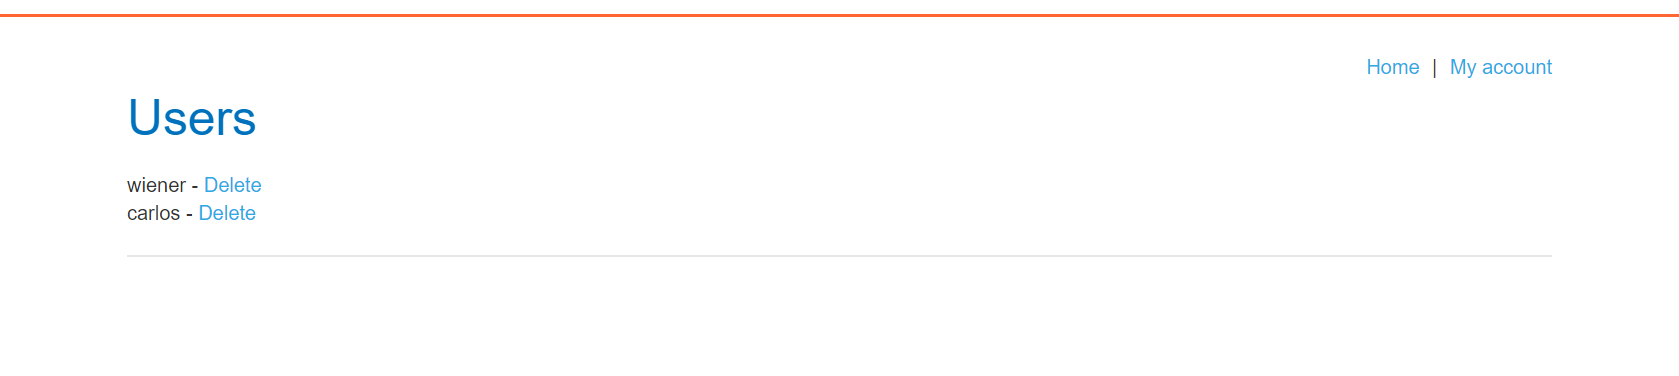 Home | My account
Users
wiener - Delete
carlos - Delete